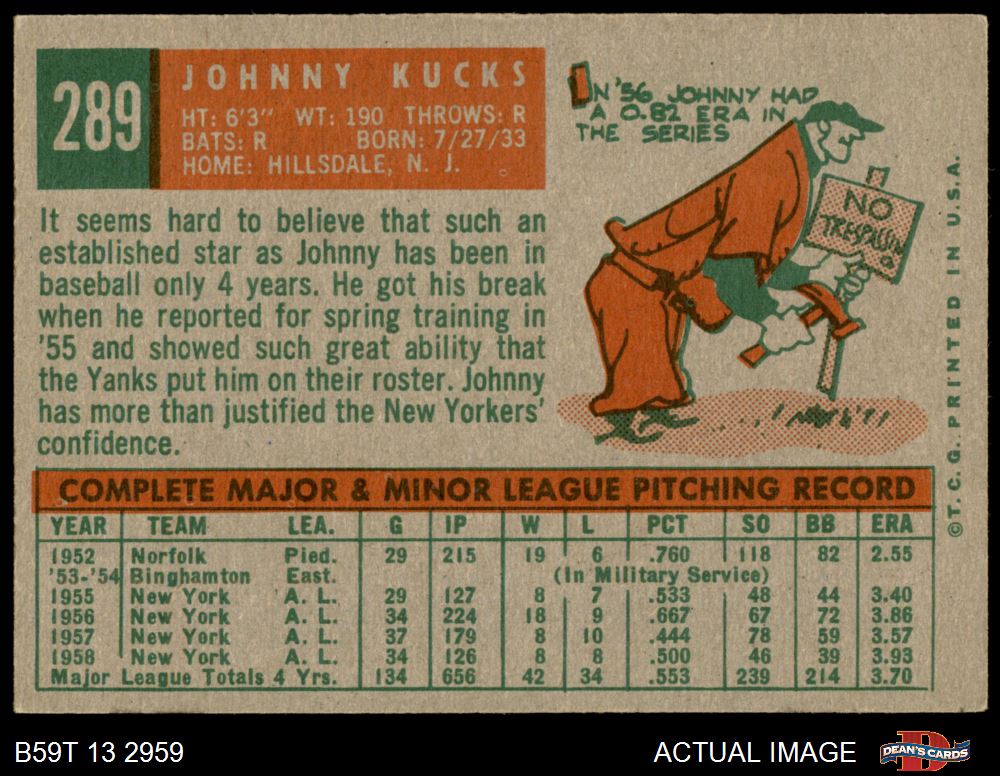 289
JOHNNY KUCKS
HT: 6'3" WT: 190 THROWS: R
BATS: R BORN: 7/27/33
HOME: HILLSDALE, N. J.
IN '56 JOHNNY HAD
A 0.82 ERA IN
THE SERIES
NO
It seems hard to believe that such an
established star as Johnny has been in
baseball only 4 years. He got his break
when he reported for spring training in
'55 and showed such great ability that
the Yanks put him on their roster. Johnny
has more than justified the New Yorkers'
confidence.
COMPLETE MAJOR & MINOR LEAGUE PITCHING RECORD
YEAR TEAM LEA. G IP W L PCT SO BB ERA
1952 Norfolk Pied. 29 215 19 6 .760 118 82 2.55
'53-'54 Binghamton East. (In Military Service)
1955 New York A. L. 29 127 8 7 .533 48 44 3.40
1956 New York A. L. 34 224 18 9 .667 67 72 3.86
1957 New York A. L. 37 179 8 10 .444 78 59 3.57
1958 New York A. L. 34 126 8 8 .500 46 39 3.93
Major League Totals 4 Yrs. 134 656 42 34 .553 239 214 3.70
©T. C. G. PRINTED IN U.S.A.
B59T 13 2959
ACTUAL IMAGE
D
DEAN'S CARDS